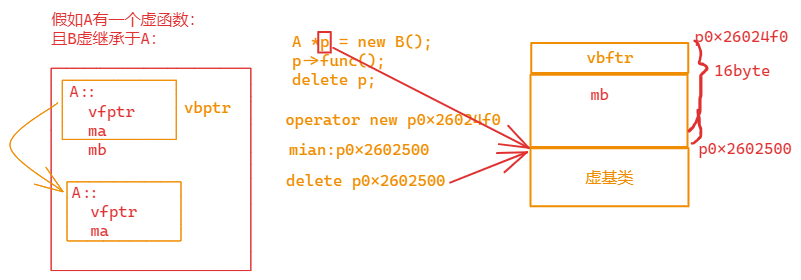 假如A有一个虚函数：
且B虚继承于A：
A::
vfptr
ma
mb
vbptr
A::
vfptr
ma
A *p = new B();
p->func();
delete p;
operator new p0×26024f0
mian:p0×2602500
delete p0×2602500
vbftr
mb
虚基类
p0×26024f0
16byte
p0×2602500